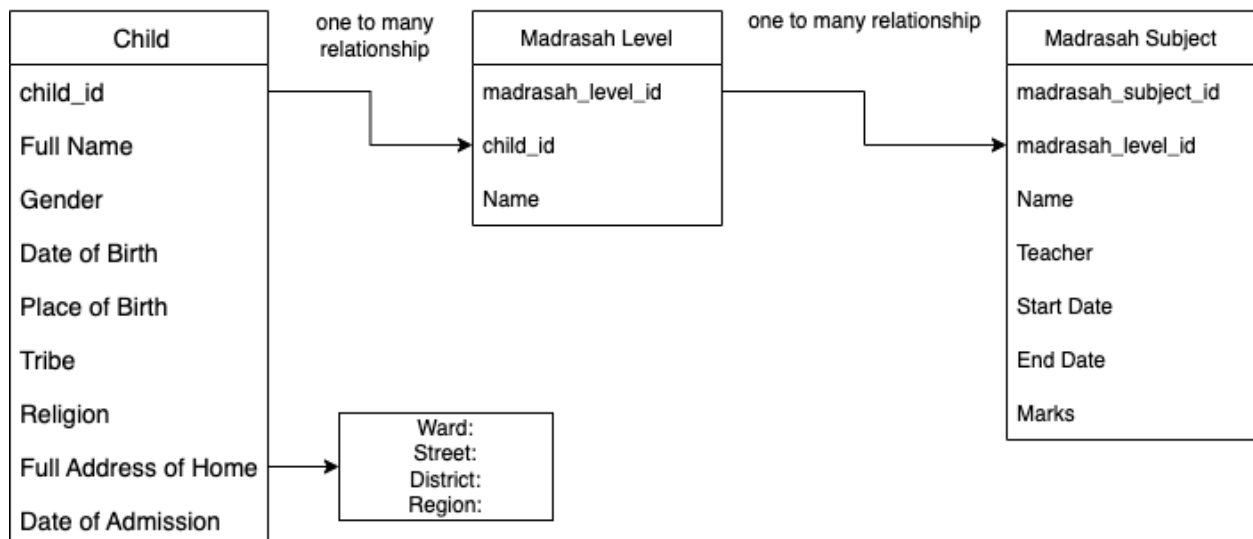 Child
child_id
Full Name
Gender
Date of Birth
Place of Birth
Tribe
Religion
Full Address of Home
Date of Admission
one to many
relationship
Ward:
Street:
District:
Region:
Madrasah Level
madrasah_level_id
child_id
Name
one to many relationship
Madrasah Subject
madrasah_subject_id
madrasah_level_id
Name
Teacher
Start Date
End Date
Marks